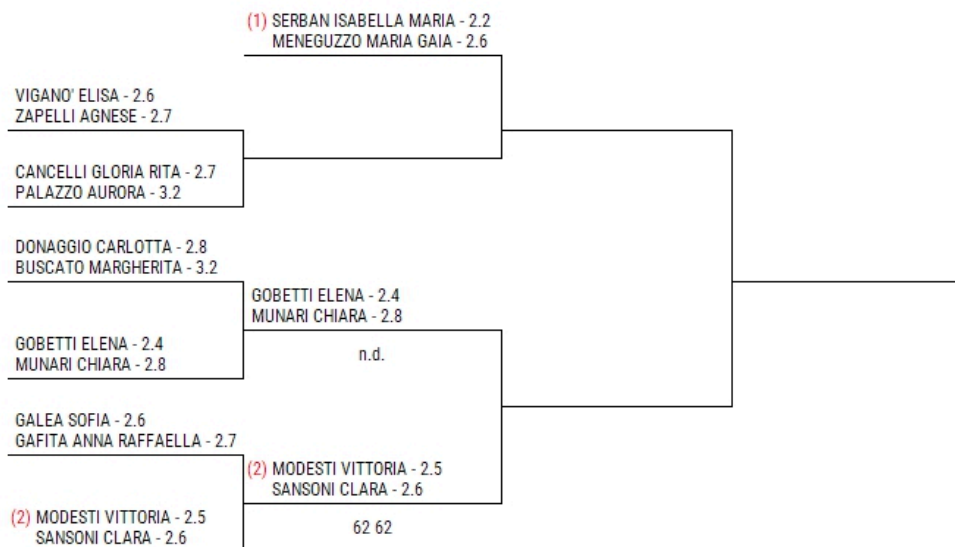 (1) SERBAN ISABELLA MARIA - 2.2
MENEGUZZO MARIA GAIA - 2.6
VIGANO' ELISA - 2.6
ZAPELLI AGNESE - 2.7
CANCELLI GLORIA RITA - 2.7
PALAZZO AURORA - 3.2
DONAGGIO CARLOTTA - 2.8
BUSCATO MARGHERITA - 3.2
GOBETTI ELENA - 2.4
MUNARI CHIARA - 2.8
n.d.
GOBETTI ELENA - 2.4
MUNARI CHIARA - 2.8
GALEA SOFIA - 2.6
GAFITA ANNA RAFFAELLA - 2.7
(2) MODESTI VITTORIA - 2.5
SANSONI CLARA - 2.6
62 62
(2) MODESTI VITTORIA - 2.5
SANSONI CLARA - 2.6